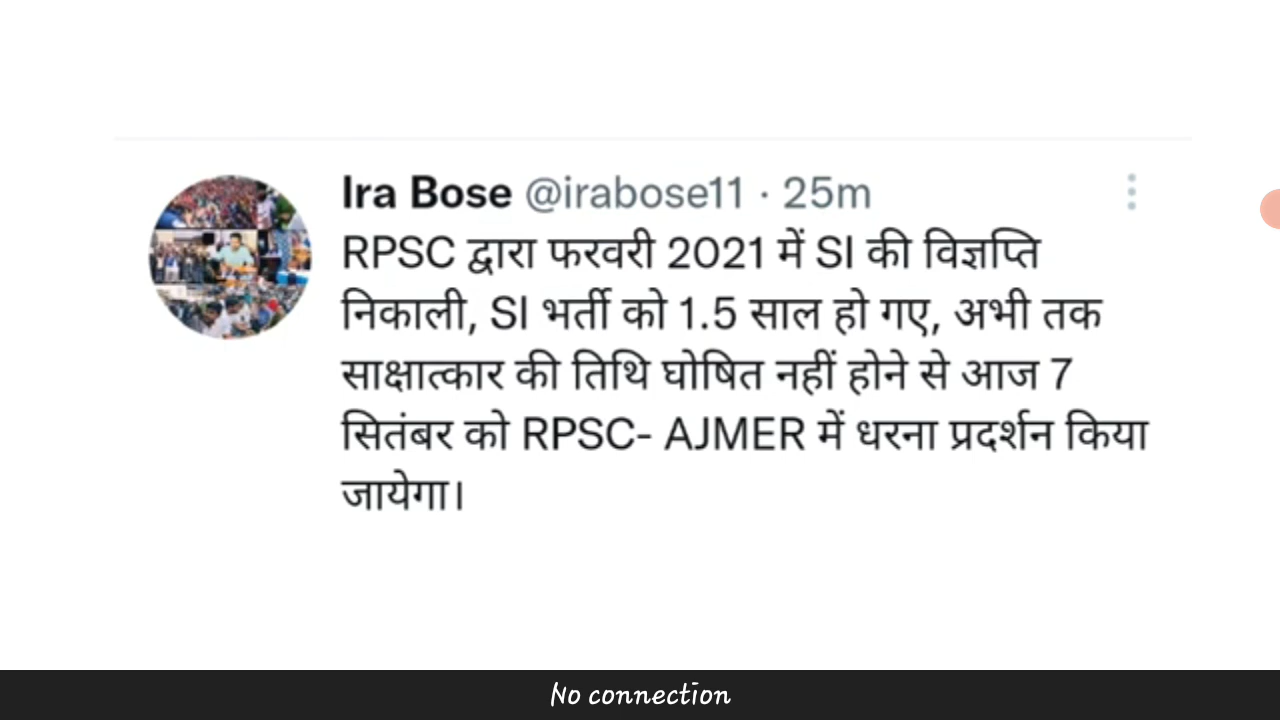 Ira Bose @irabose11 · 25m
RPSC द्वारा फरवरी 2021 में SI की विज्ञप्ति
निकाली, SI भर्ती को 1.5 साल हो गए, अभी तक
साक्षात्कार की तिथि घोषित नहीं होने से आज 7
सितंबर को RPSC- AJMER में धरना प्रदर्शन किया
जायेगा।
No connection